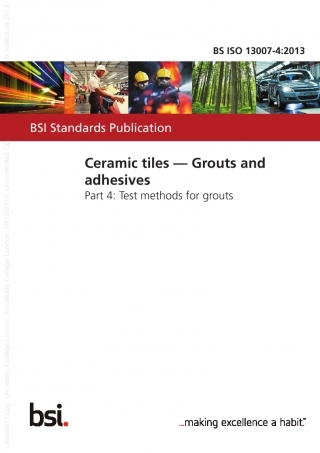 BS ISO 13007-4:2013
BSI Standards Publication
Ceramic tiles — Grouts and
adhesives
Part 4: Test methods for grouts
bsi.
...making excellence a habit.™